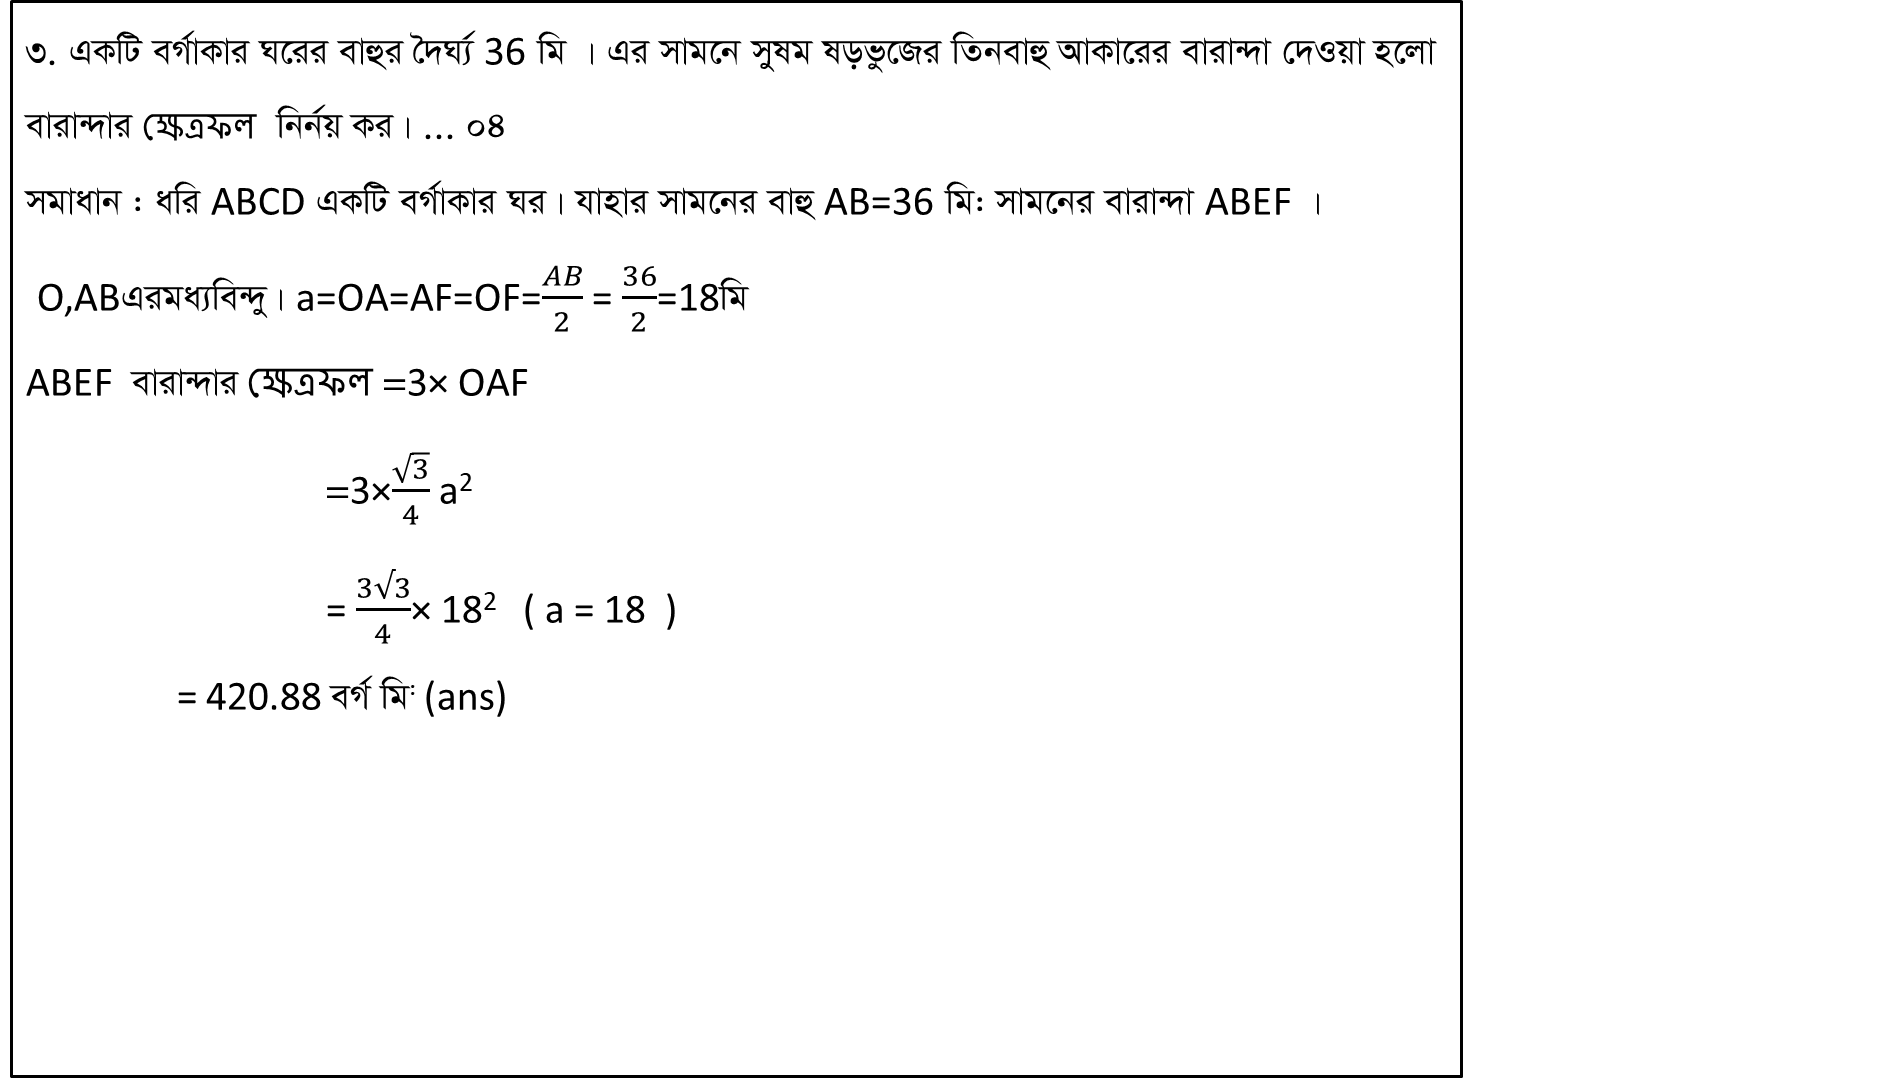 ৩. একটি বর্গাকার ঘরের বাহুর দৈর্ঘ্য 36 মি । এর সামনে সুষম ষড়ভুজের তিনবাহু আকারের বারান্দা দেওয়া হলো
বারান্দার ক্ষেত্রফল নির্নয় কর। ... ০৪
সমাধান : ধরি ABCD একটি বর্গাকার ঘর। যাহার সামনের বাহু AB=36 মি: সামনের বারান্দা ABEF ।
O,ABএরমধ্যবিন্দু। a=OA=AF=OF=AB/2 = 36/2=18মি
ABEF বারান্দার ক্ষেত্রফল =3× OAF
=3×√3/4 a²
= 3√3/4× 18² ( a = 18 )
= 420.88 বর্গ মি: (ans)